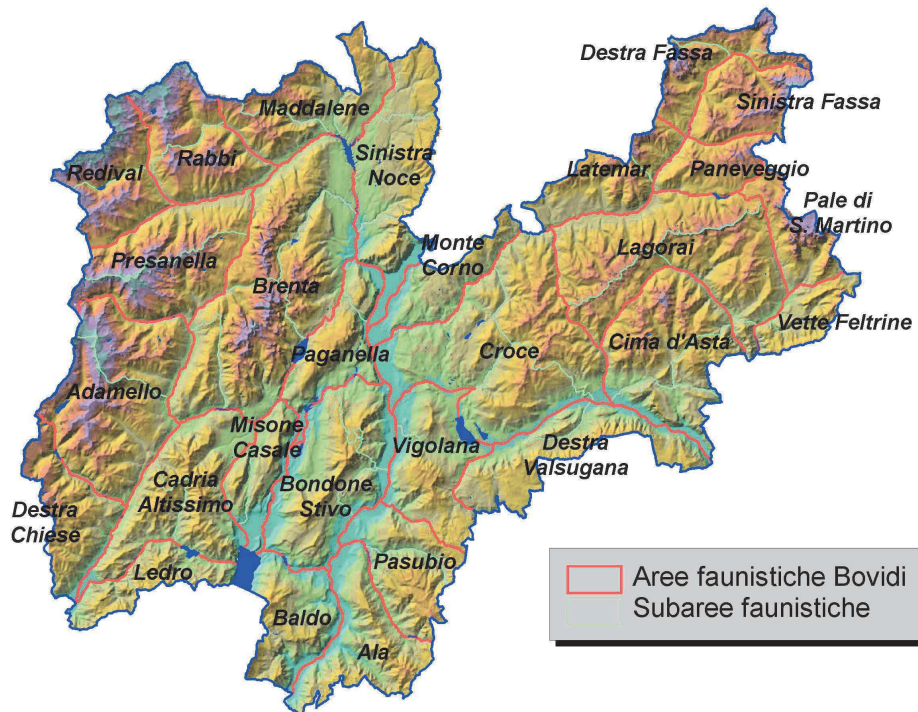 Destra Fassa
Sinistra Fassa
Maddalene
Rabbi
Redival
Sinistra
Noce
Latemar
Paneveggio
Pale di
S. Martino
Monte
Corno
Lagorai
Presanella
Brenta
Vette Feltrine
Paganella
Croce
Cima d'Asta
Adamello
Misone
Casale
Vigolana
Destra
Valsugana
Cadria
Altissimo
Bondone
Stivo
Destra
Chiese
Ledro
Pasubio
Baldo
Ala
Aree faunistiche Bovidi
Subaree faunistiche